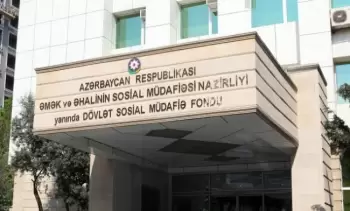 AZƏRBAYCAN RESPUBLİKASI
ƏMƏK və ƏHALİNİN SOSİAL MÜDAFİƏSİ NAZİRLİYİ
yanında DÖVLƏT SOSİAL MÜDAFİƏ FONDU